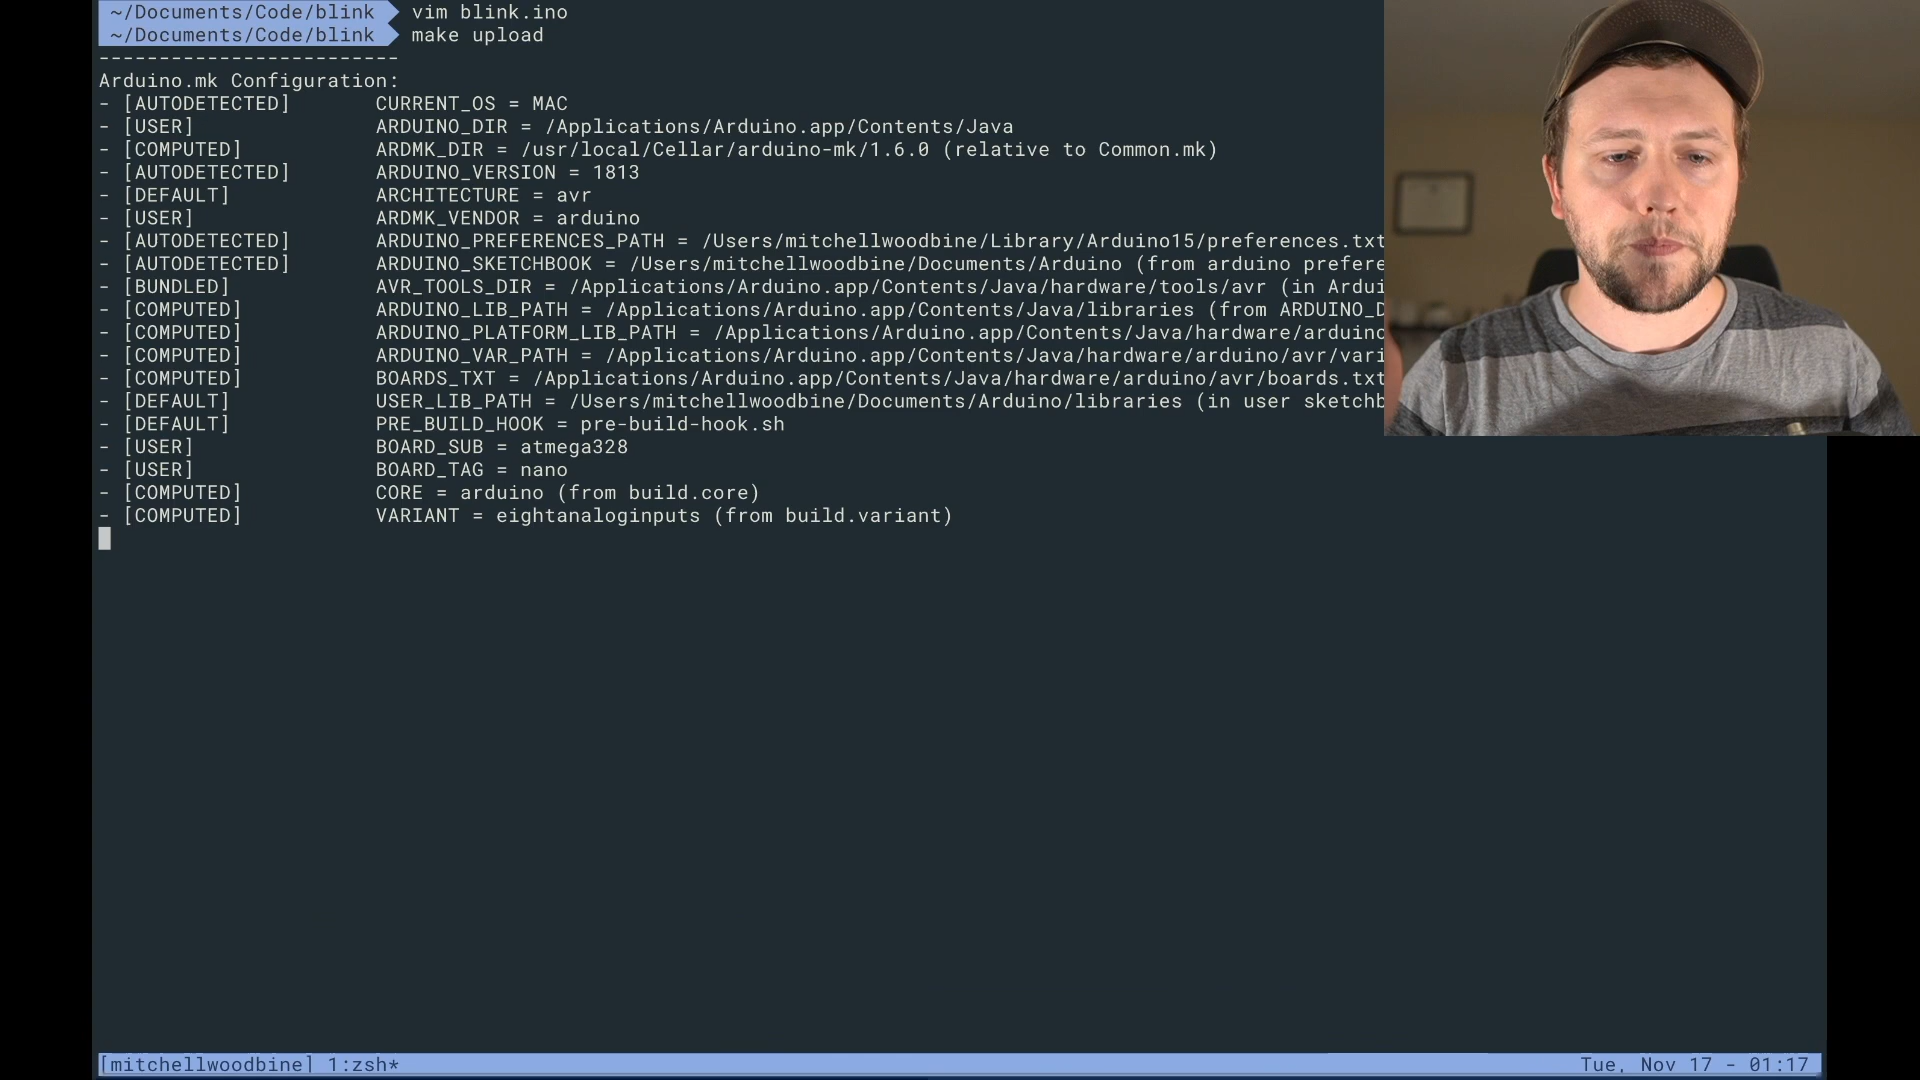 ~/Documents/Code/blink vim blink.ino
~/Documents/Code/blink make upload
-------------------------
Arduino.mk Configuration:
- [AUTODETECTED] CURRENT_OS = MAC
- [USER] ARDUINO_DIR = /Applications/Arduino.app/Contents/Java
- [COMPUTED] ARDMK_DIR = /usr/local/Cellar/arduino-mk/1.6.0 (relative to Common.mk)
- [AUTODETECTED] ARDUINO_VERSION = 1813
- [DEFAULT] ARCHITECTURE = avr
- [USER] ARDMK_VENDOR = arduino
- [AUTODETECTED] ARDUINO_PREFERENCES_PATH = /Users/mitchellwoodbine/Library/Arduino15/preferences.txt
- [AUTODETECTED] ARDUINO_SKETCHBOOK = /Users/mitchellwoodbine/Documents/Arduino (from arduino prefere
- [BUNDLED] AVR_TOOLS_DIR = /Applications/Arduino.app/Contents/Java/hardware/tools/avr (in Ardui
- [COMPUTED] ARDUINO_LIB_PATH = /Applications/Arduino.app/Contents/Java/libraries (from ARDUINO_D
- [COMPUTED] ARDUINO_PLATFORM_LIB_PATH = /Applications/Arduino.app/Contents/Java/hardware/arduino
- [COMPUTED] ARDUINO_VAR_PATH = /Applications/Arduino.app/Contents/Java/hardware/arduino/avr/vari
- [COMPUTED] BOARDS_TXT = /Applications/Arduino.app/Contents/Java/hardware/arduino/avr/boards.txt
- [DEFAULT] USER_LIB_PATH = /Users/mitchellwoodbine/Documents/Arduino/libraries (in user sketchb
- [DEFAULT] PRE_BUILD_HOOK = pre-build-hook.sh
- [USER] BOARD_SUB = atmega328
- [USER] BOARD_TAG = nano
- [COMPUTED] CORE = arduino (from build.core)
- [COMPUTED] VARIANT = eightanaloginputs (from build.variant)
[mitchellwoodbine] 1:zsh* Tue, Nov 17 - 01:17